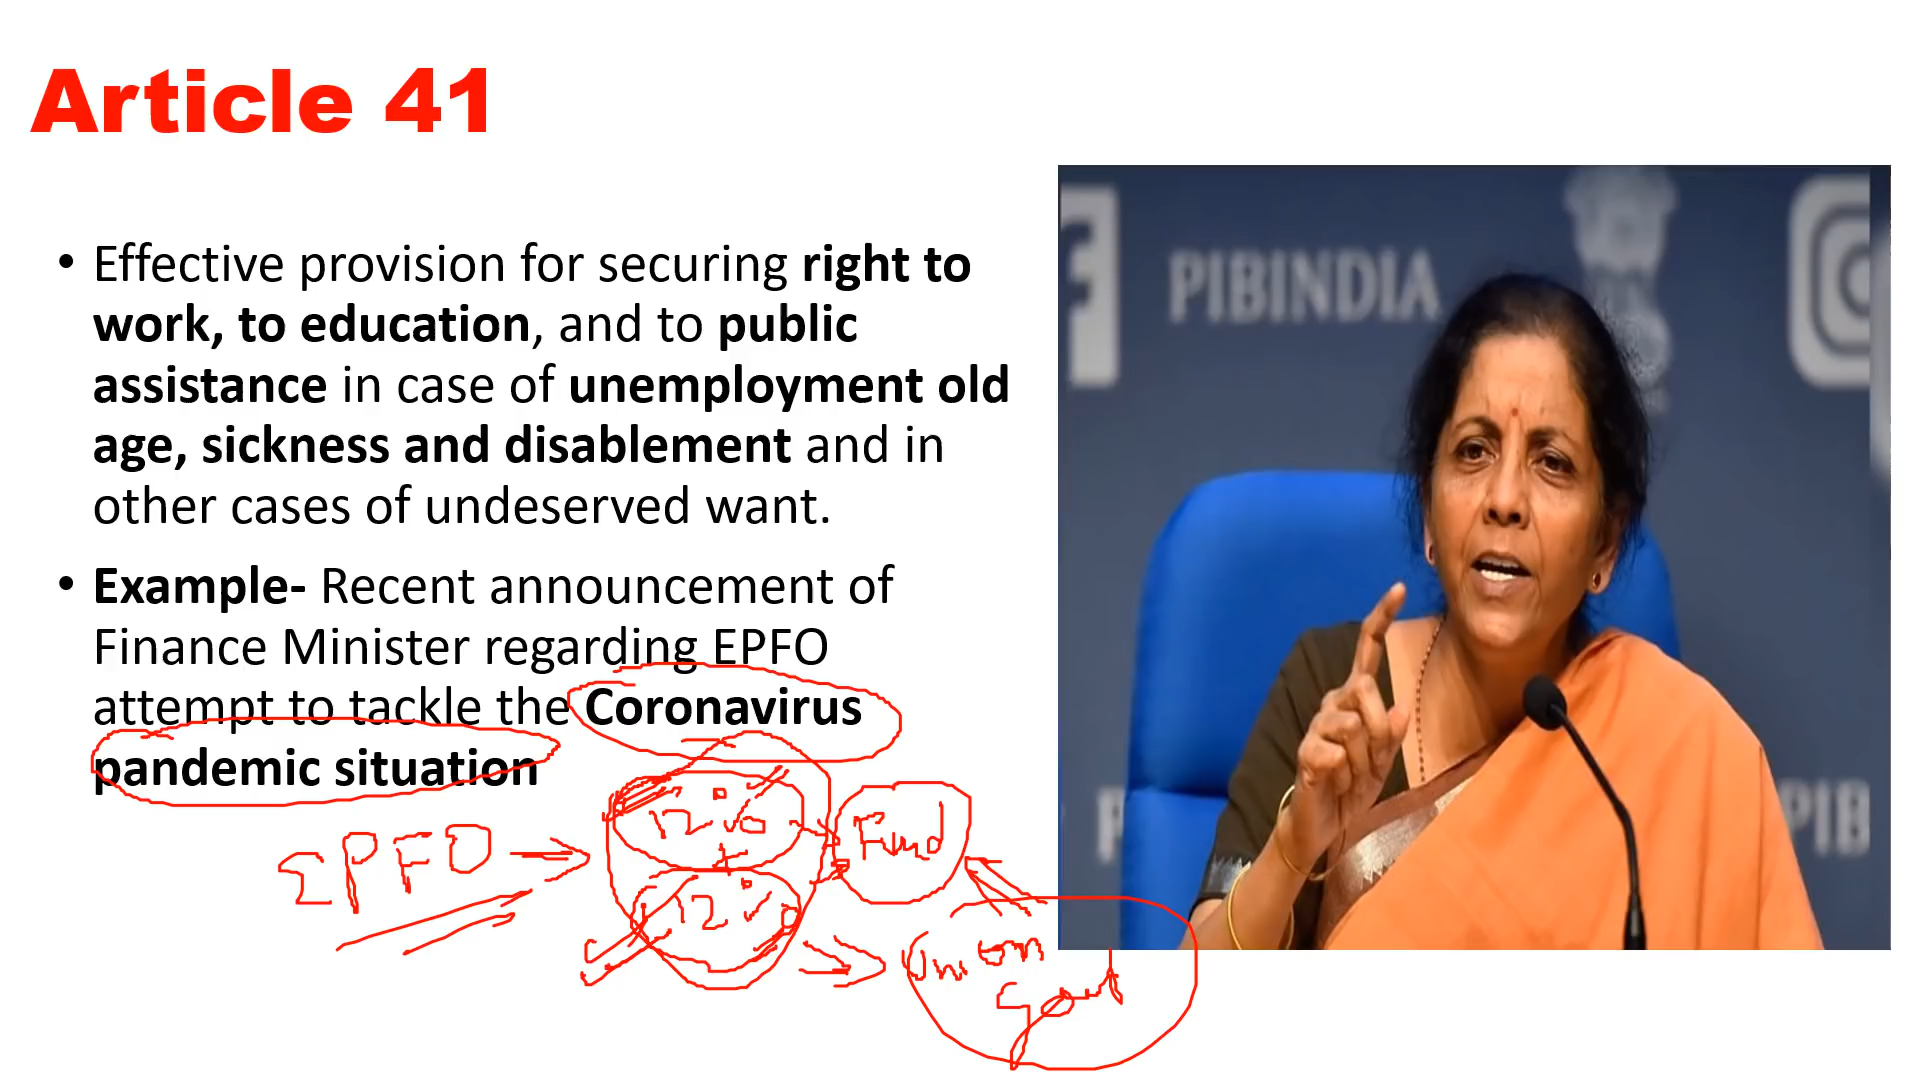 Article 41
• Effective provision for securing right to
work, to education, and to public
assistance in case of unemployment old
age, sickness and disablement and in
other cases of undeserved want.
• Example- Recent announcement of
Finance Minister regarding EPFO
attempt to tackle the Coronavirus
pandemic situation
PIBINDIA
PIB
EPFO
12%
+
12%
Fund
Union
Govt